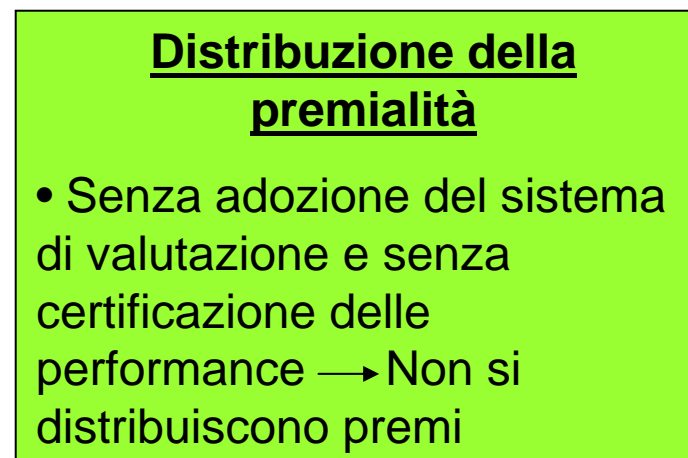 Distribuzione della
premialità
• Senza adozione del sistema
di valutazione e senza
certificazione delle
performance → Non si
distribuiscono premi